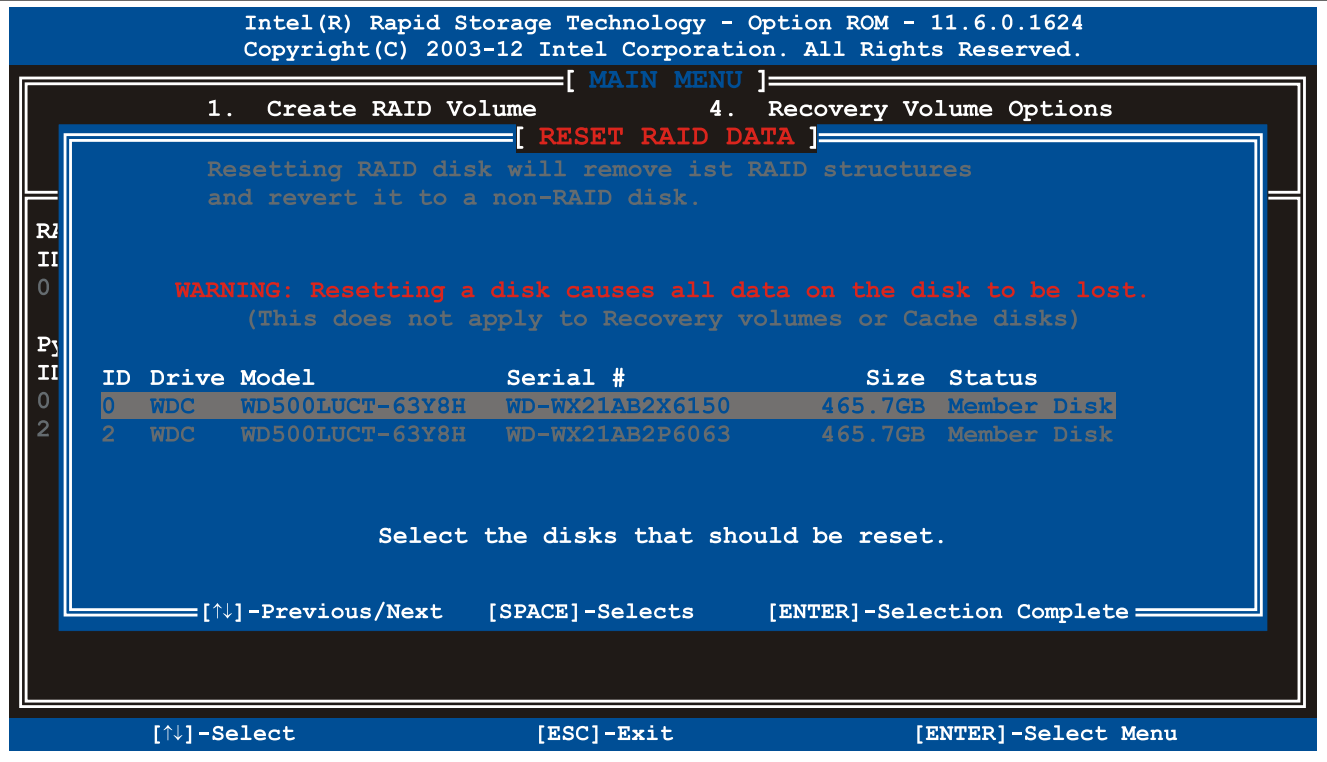 Intel(R) Rapid Storage Technology - Option ROM - 11.6.0.1624
Copyright(C) 2003-12 Intel Corporation. All Rights Reserved.
[ MAIN MENU ]
1. Create RAID Volume 4. Recovery Volume Options
[ RESET RAID DATA ]
Resetting RAID disk will remove ist RAID structures
and revert it to a non-RAID disk.
WARNING: Resetting a disk causes all data on the disk to be lost.
(This does not apply to Recovery volumes or Cache disks)
ID Drive Model Serial # Size Status
0 WDC WD500LUCT-63Y8H WD-WX21AB2X6150 465.7GB Member Disk
2 WDC WD500LUCT-63Y8H WD-WX21AB2P6063 465.7GB Member Disk
Select the disks that should be reset.
[↑↓]-Previous/Next [SPACE]-Selects [ENTER]-Selection Complete
0
0
2
[↑↓]-Select [ESC]-Exit [ENTER]-Select Menu